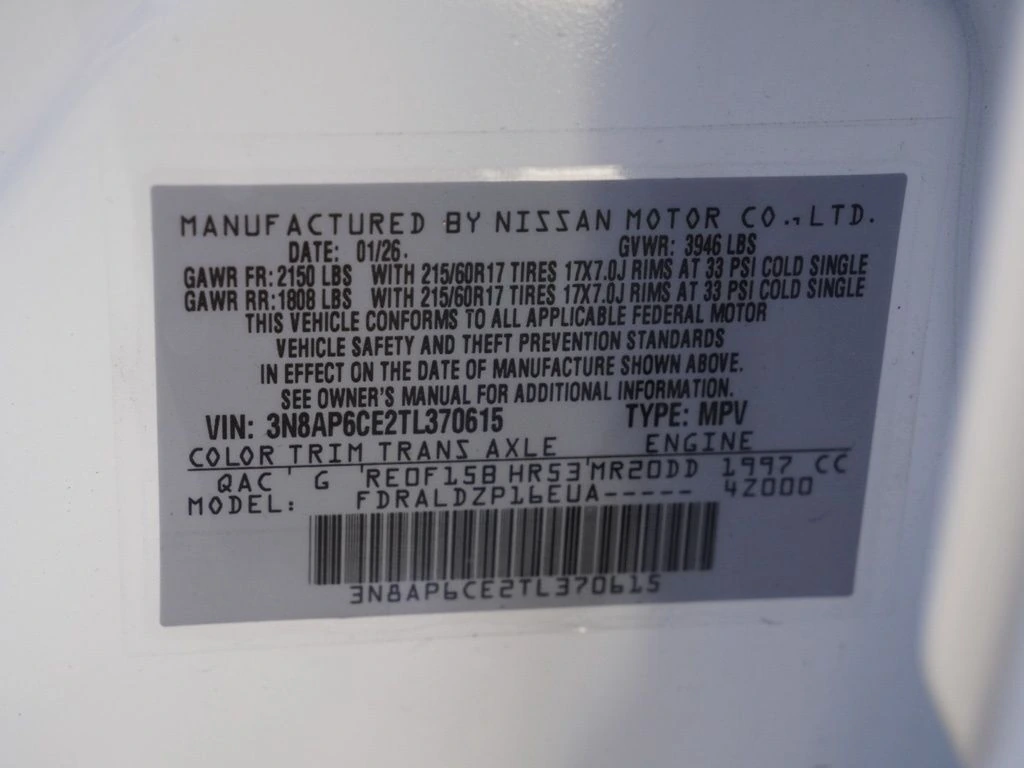 MANUFACTURED BY NISSAN MOTOR CO., LTD.
DATE: 01/26. GVWR: 3946 LBS
GAWR FR: 2150 LBS WITH 215/60R17 TIRES 17X7.0J RIMS AT 33 PSI COLD SINGLE
GAWR RR: 1808 LBS WITH 215/60R17 TIRES 17X7.0J RIMS AT 33 PSI COLD SINGLE
THIS VEHICLE CONFORMS TO ALL APPLICABLE FEDERAL MOTOR
VEHICLE SAFETY AND THEFT PREVENTION STANDARDS
IN EFFECT ON THE DATE OF MANUFACTURE SHOWN ABOVE.
SEE OWNER'S MANUAL FOR ADDITIONAL INFORMATION.
VIN: 3N8AP6CE2TL370615 TYPE: MPV
COLOR TRIM TRANS AXLE ENGINE
QAC ' G RE0F15B HR53 ' MR20DD 1997 CC
MODEL: FDRALDZP16EUA----- 42000
3N8AP6CE2TL370615